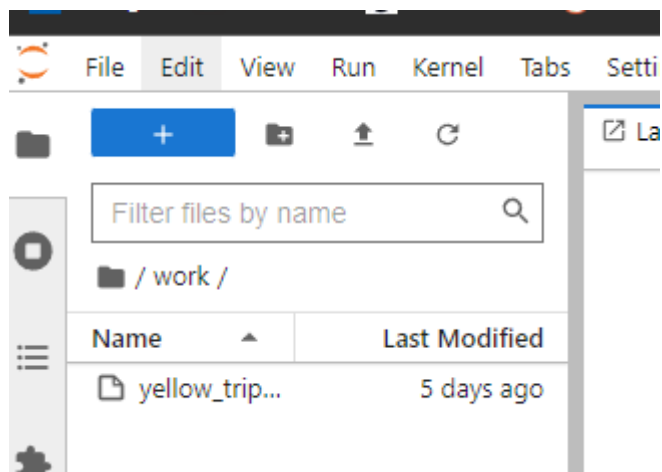 File Edit View Run Kernel Tabs Setti
+
La
Filter files by name
/ work /
Name Last Modified
yellow_trip... 5 days ago